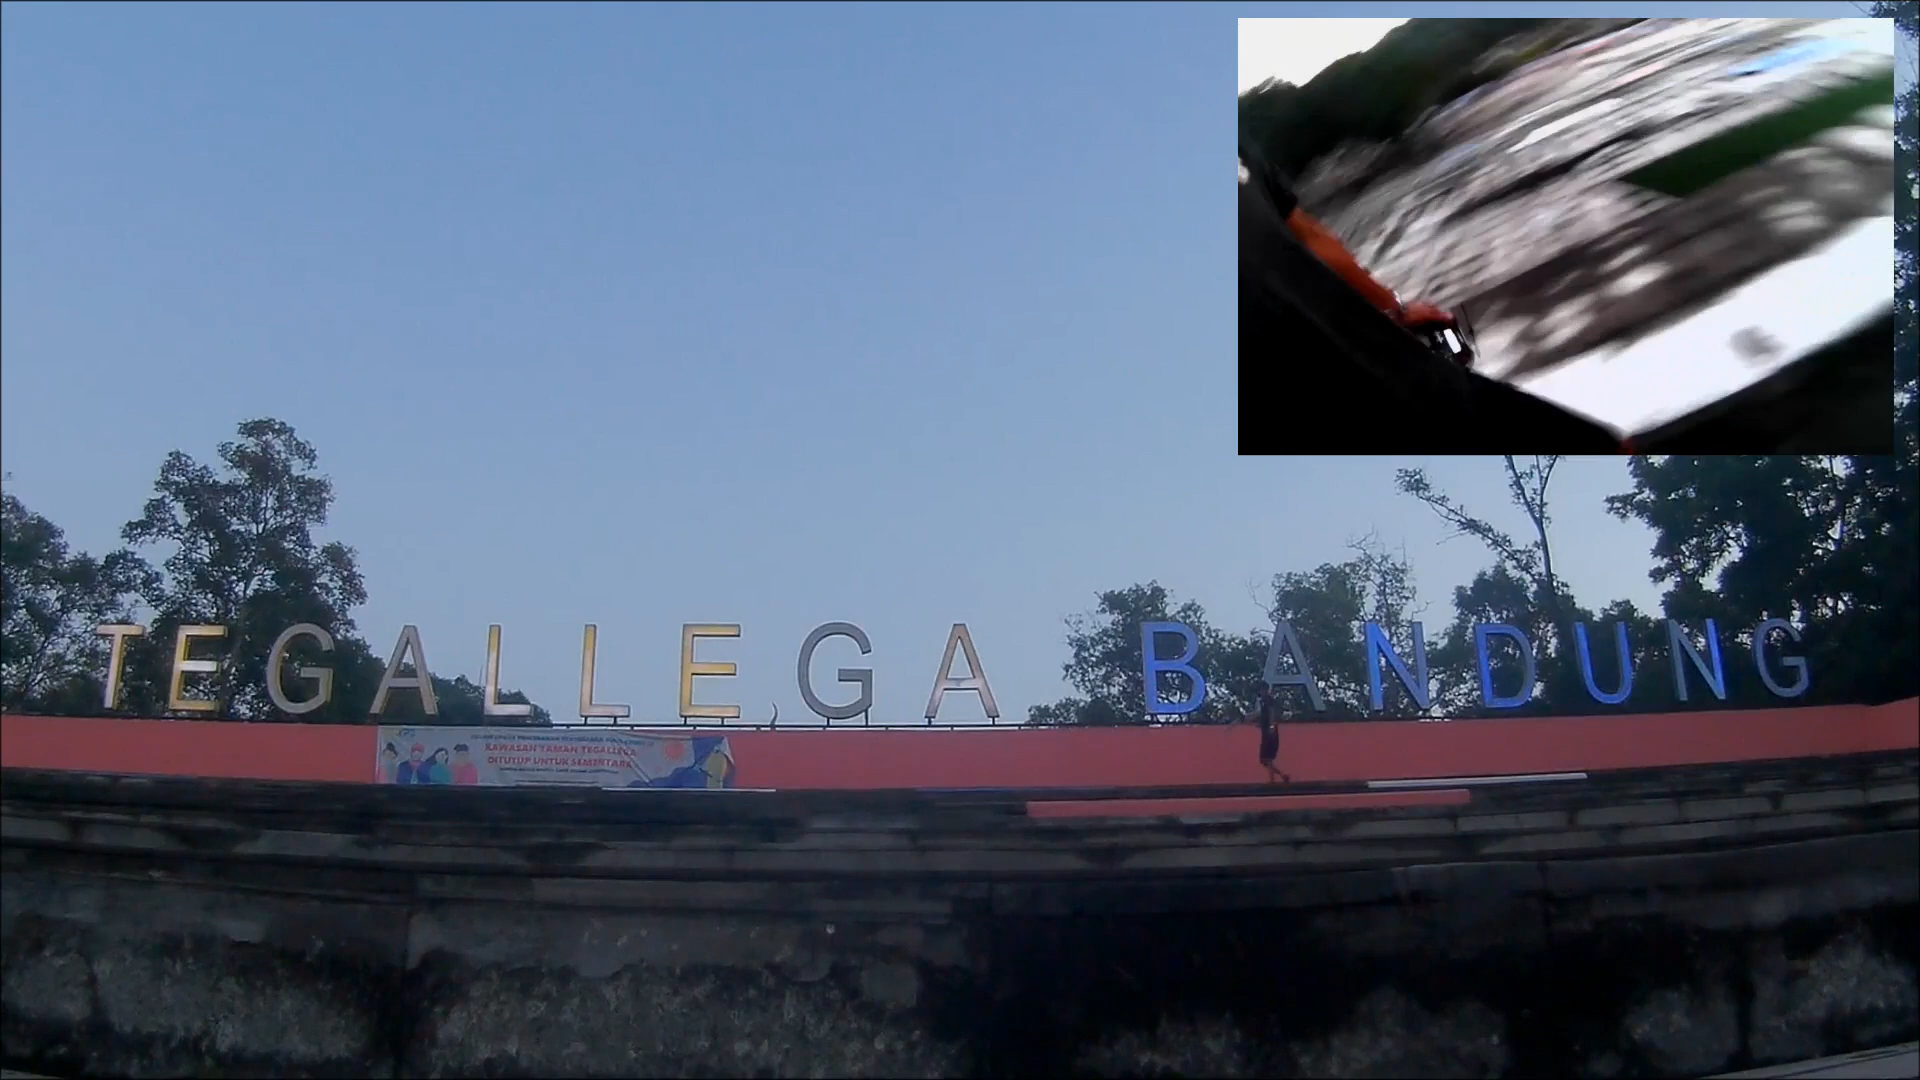 TEGALLEGA BANDUNG
KAWASAN TAMAN TEGALLEGA
DITUTUP UNTUK SEMENTARA